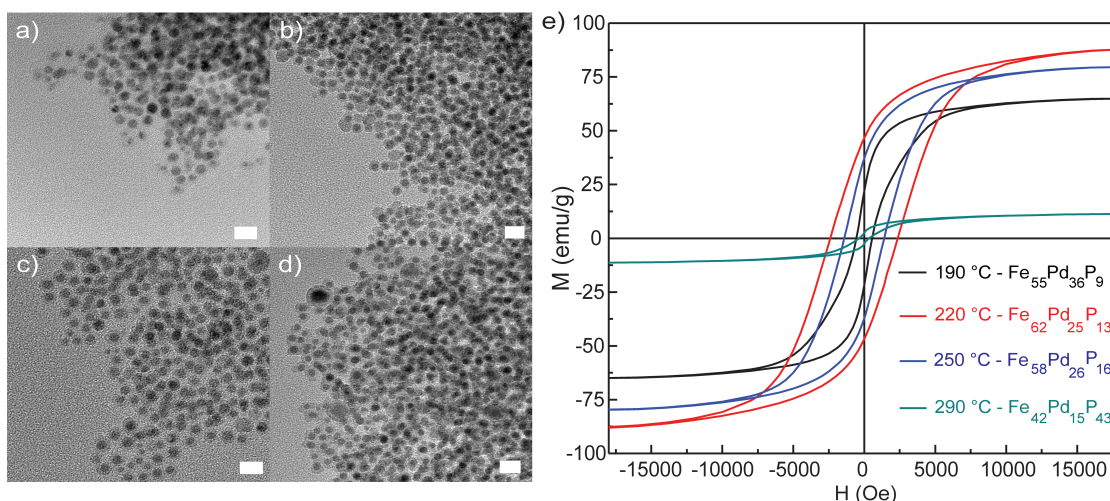 a)
b)
c)
d)
e)
M (emu/g)
100
75
50
25
0
-25
-50
-75
-100
-15000 -10000 -5000 0 5000 10000 15000
H (Oe)
190 °C - Fe55Pd36P9
220 °C - Fe62Pd25P13
250 °C - Fe58Pd26P16
290 °C - Fe42Pd15P43